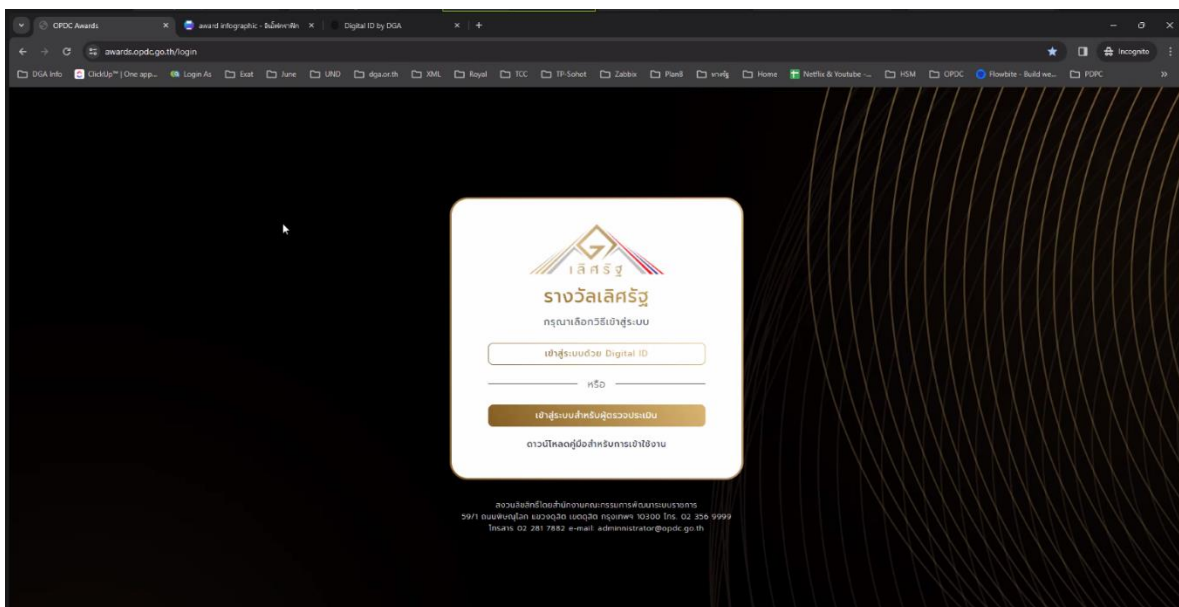 OPDC Awards
award infographic -
Digital ID by DGA
awards.opdc.go.th/login
Incognito
DGA Info
ClickUp™ | One app...
Login As
Exat
June
UND
dga.or.th
XML
Royal
TCC
TP-Sohot
Zabbix
PlanB
Home
Netflix & Youtube -...
HSM
OPDC
Flowbite - Build we...
PDPC
เลิศรัฐ
รางวัลเลิศรัฐ
กรุณาเลือกวิธีเข้าสู่ระบบ
เข้าสู่ระบบด้วย Digital ID
หรือ
เข้าสู่ระบบสำหรับผู้ตรวจประเมิน
ดาวน์โหลดคู่มือสำหรับการเข้าใช้งาน
สงวนลิขสิทธิ์โดยสำนักงานคณะกรรมการพัฒนาระบบราชการ
59/1 ถนนพิษณุโลก แขวงดุสิต เขตดุสิต กรุงเทพฯ 10300 โทร. 02 356 9999
โทรสาร 02 281 7882 e-mail: adminnistrator@opdc.go.th